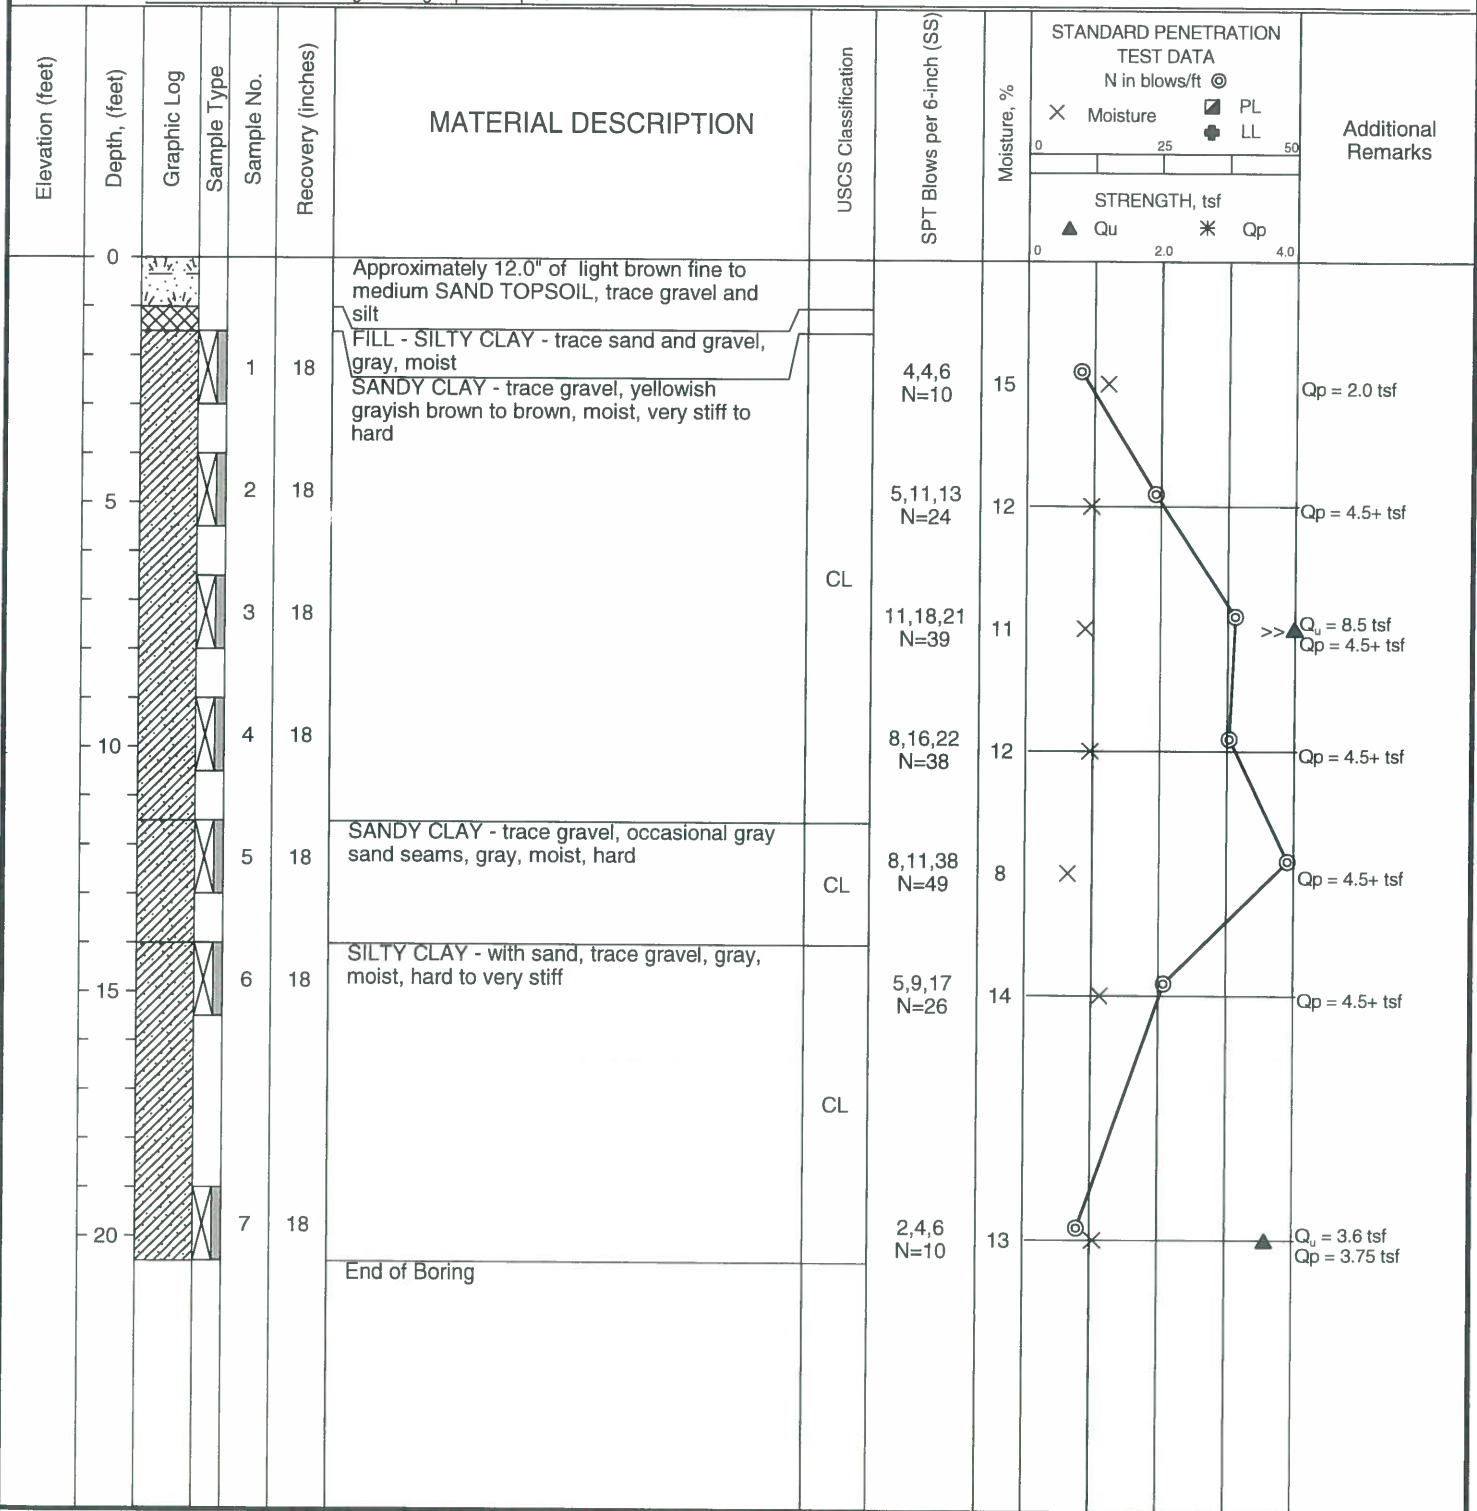 Elevation (feet)
Depth, (feet)
Graphic Log
Sample Type
Sample No.
Recovery (inches)
MATERIAL DESCRIPTION
USCS Classification
SPT Blows per 6-inch (SS)
Moisture, %
STANDARD PENETRATION
TEST DATA
N in blows/ft
Moisture
PL
LL
0 25 50
STRENGTH, tsf
Qu Qp
0 2.0 4.0
Additional
Remarks
0
Approximately 12.0" of light brown fine to
medium SAND TOPSOIL, trace gravel and
silt
FILL - SILTY CLAY - trace sand and gravel,
gray, moist
1 18
4,4,6
N=10
15
Qp = 2.0 tsf
SANDY CLAY - trace gravel, yellowish
grayish brown to brown, moist, very stiff to
hard
5
2 18
5,11,13
N=24
12
Qp = 4.5+ tsf
CL
3 18
11,18,21
N=39
11
>>
Qu = 8.5 tsf
Qp = 4.5+ tsf
10
4 18
8,16,22
N=38
12
Qp = 4.5+ tsf
SANDY CLAY - trace gravel, occasional gray
sand seams, gray, moist, hard
5 18
CL
8,11,38
N=49
8
Qp = 4.5+ tsf
SILTY CLAY - with sand, trace gravel, gray,
moist, hard to very stiff
15
6 18
5,9,17
N=26
14
Qp = 4.5+ tsf
CL
20
7 18
2,4,6
N=10
13
Qu = 3.6 tsf
Qp = 3.75 tsf
End of Boring